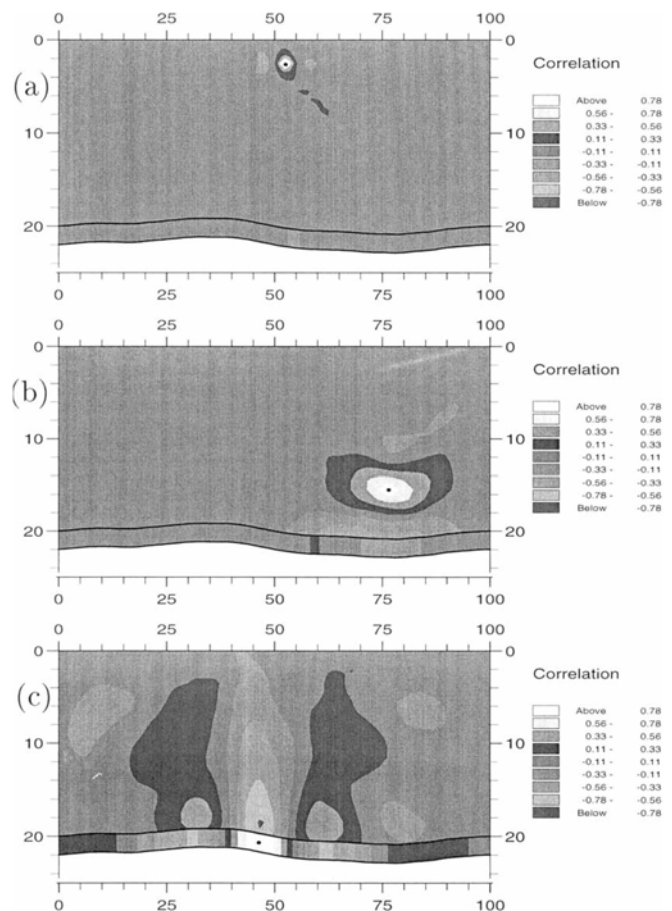 0 25 50 75 100
(a)
0 0
10 10
20 20
0 25 50 75 100
Correlation
Above 0.78
0.56 - 0.78
0.33 - 0.56
0.11 - 0.33
-0.11 - 0.11
-0.33 - -0.11
-0.56 - -0.33
-0.78 - -0.56
Below -0.78
0 25 50 75 100
(b)
0 0
10 10
20 20
0 25 50 75 100
Correlation
Above 0.78
0.56 - 0.78
0.33 - 0.56
0.11 - 0.33
-0.11 - 0.11
-0.33 - -0.11
-0.56 - -0.33
-0.78 - -0.56
Below -0.78
0 25 50 75 100
(c)
0 0
10 10
20 20
0 25 50 75 100
Correlation
Above 0.78
0.56 - 0.78
0.33 - 0.56
0.11 - 0.33
-0.11 - 0.11
-0.33 - -0.11
-0.56 - -0.33
-0.78 - -0.56
Below -0.78